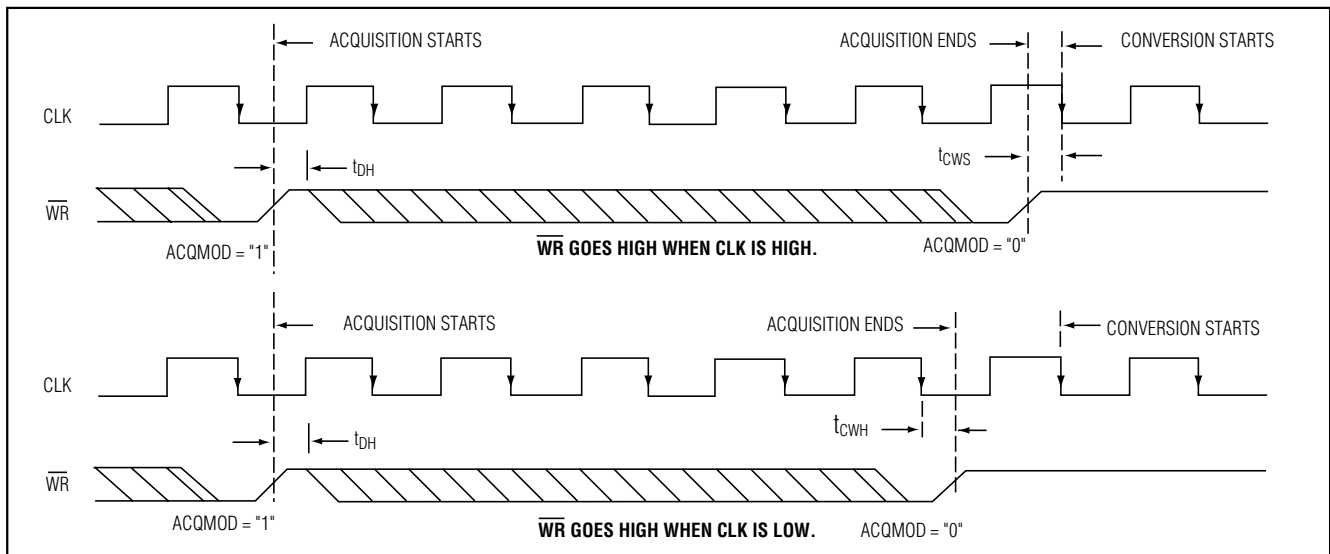 ACQUISITION STARTS
ACQUISITION ENDS
CONVERSION STARTS
CLK
tDH
tCWS
WR
ACQMOD = "1"
WR GOES HIGH WHEN CLK IS HIGH.
ACQMOD = "0"
ACQUISITION STARTS
ACQUISITION ENDS
CONVERSION STARTS
CLK
tDH
tCWH
WR
ACQMOD = "1"
WR GOES HIGH WHEN CLK IS LOW.
ACQMOD = "0"